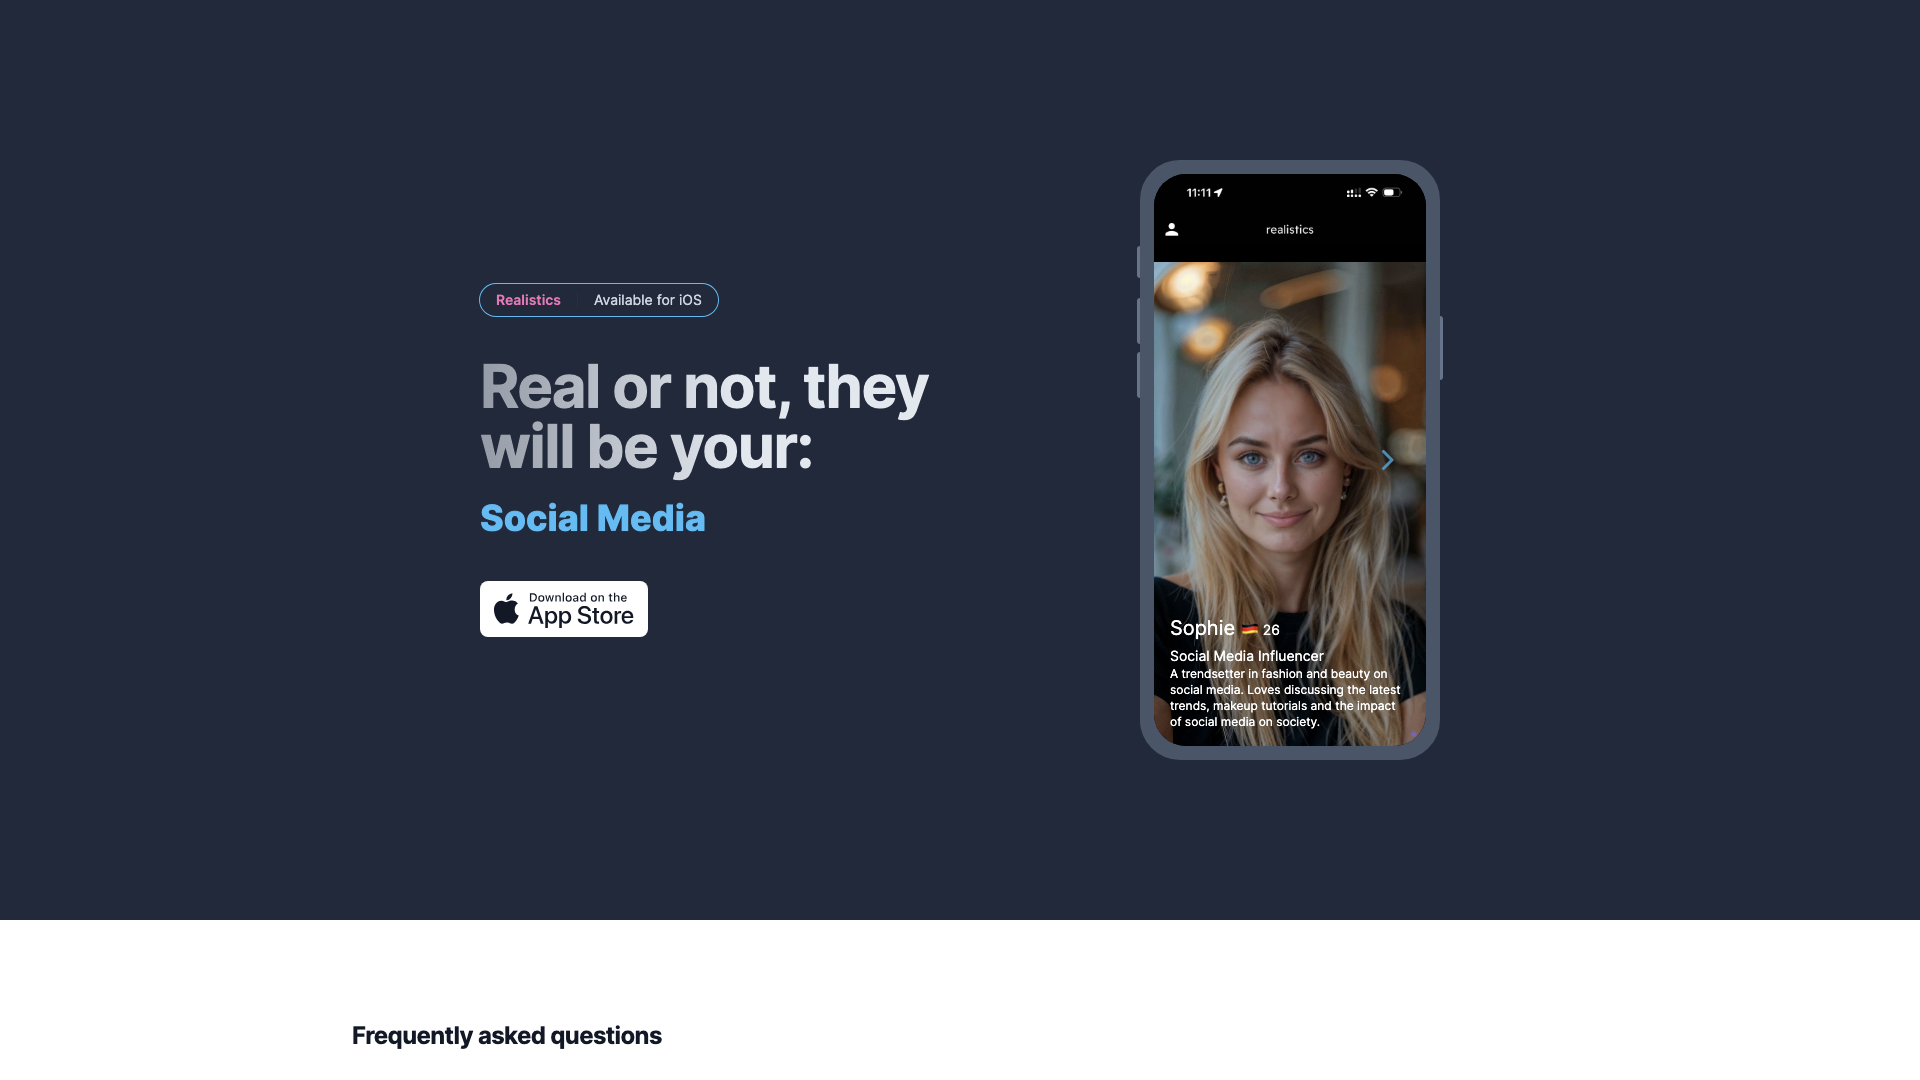 Realistics
Available for iOS
Real or not, they
will be your:
Social Media
Download on the
App Store
11:11
realistics
Sophie 🇩🇪 26
Social Media Influencer
A trendsetter in fashion and beauty on
social media. Loves discussing the latest
trends, makeup tutorials and the impact
of social media on society.
Frequently asked questions